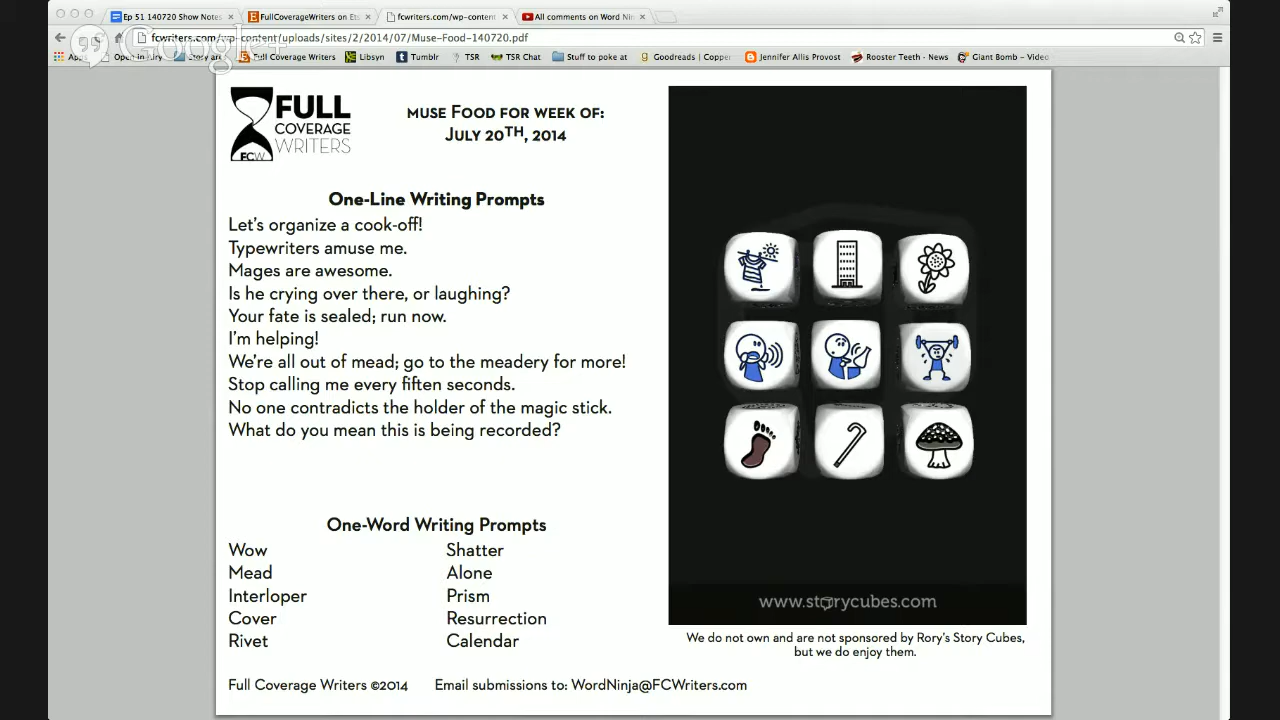 Ep 51 140720 Show Notes
FullCoverageWriters on Ets
fcwriters.com/wp-content
All comments on Word Nin
fcwriters.com/wp-content/uploads/sites/2/2014/07/Muse-Food-140720.pdf
Google+
Full Coverage Writers
Libsyn
Tumblr
TSR
TSR Chat
Stuff to poke at
Goodreads | Copper
Jennifer Allis Provost
Rooster Teeth - News
Giant Bomb - Video
FULL
COVERAGE
WRITERS
FCW
MUSE FOOD FOR WEEK OF:
JULY 20TH, 2014
One-Line Writing Prompts
Let's organize a cook-off!
Typewriters amuse me.
Mages are awesome.
Is he crying over there, or laughing?
Your fate is sealed; run now.
I'm helping!
We're all out of mead; go to the meadery for more!
Stop calling me every fiften seconds.
No one contradicts the holder of the magic stick.
What do you mean this is being recorded?
One-Word Writing Prompts
Wow
Mead
Interloper
Cover
Rivet
Shatter
Alone
Prism
Resurrection
Calendar
www.storycubes.com
We do not own and are not sponsored by Rory's Story Cubes,
but we do enjoy them.
Full Coverage Writers ©2014
Email submissions to: WordNinja@FCWriters.com